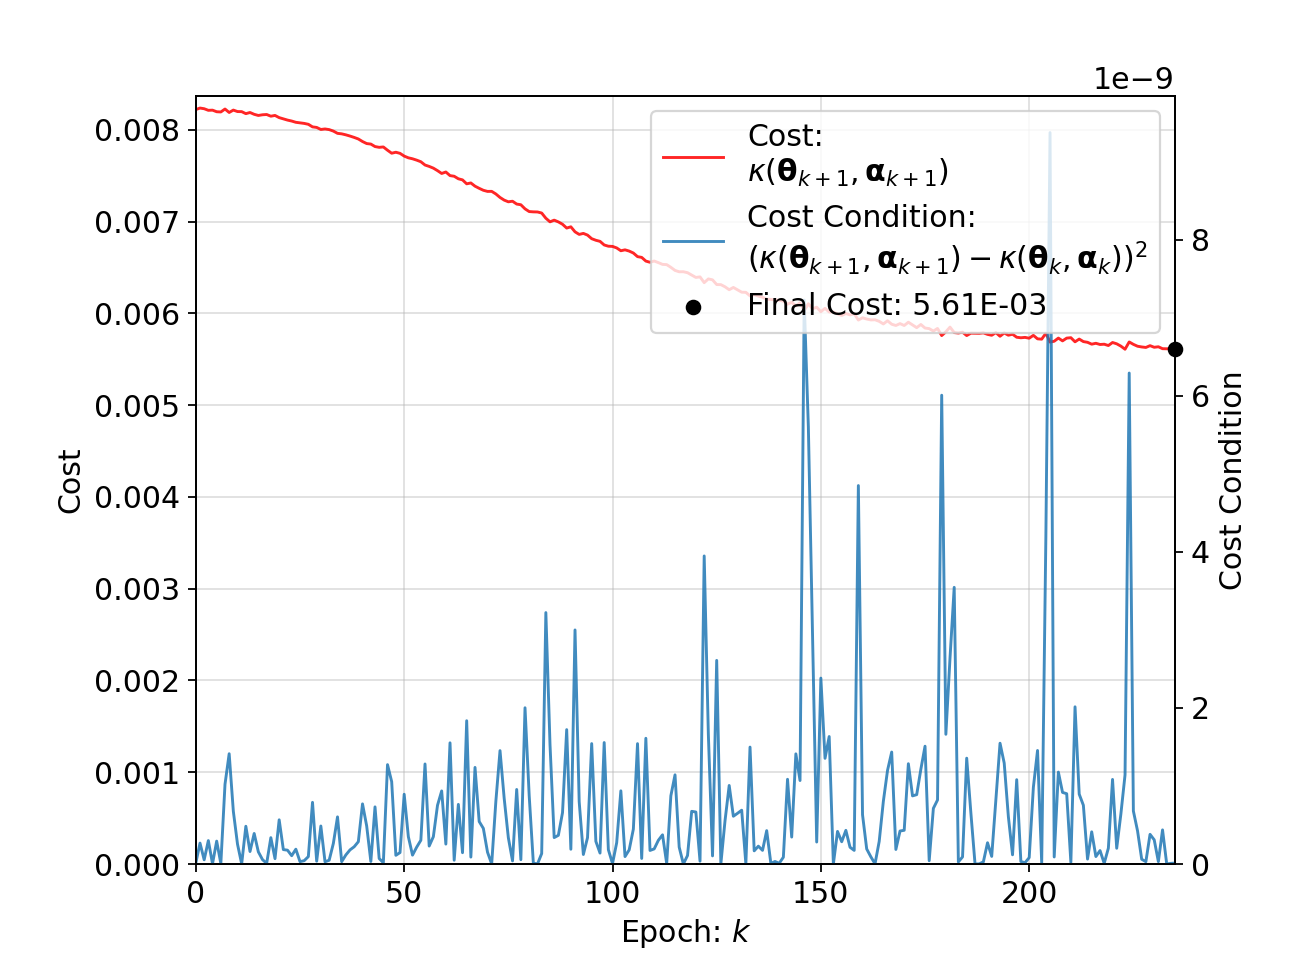 1e−9
Cost:
κ(θ_{k+1}, α_{k+1})
Cost Condition:
(κ(θ_{k+1}, α_{k+1}) − κ(θ_k, α_k))²
Final Cost: 5.61E-03
0.008
0.007
0.006
0.005
0.004
0.003
0.002
0.001
0.000
Cost
8
6
4
2
0
Cost Condition
0
50
100
150
200
Epoch: k